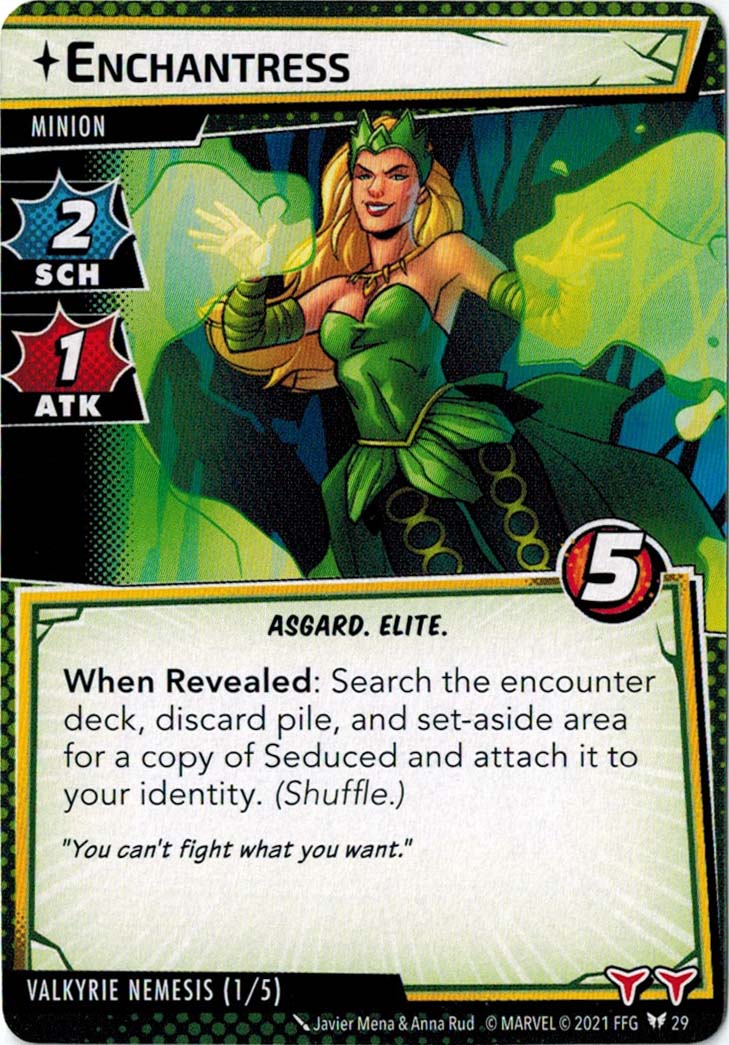 ENCHANTRESS
MINION
2
SCH
1
ATK
5
ASGARD. ELITE.
When Revealed: Search the encounter
deck, discard pile, and set-aside area
for a copy of Seduced and attach it to
your identity. (Shuffle.)
"You can't fight what you want."
VALKYRIE NEMESIS (1/5)
Javier Mena & Anna Rud © MARVEL © 2021 FFG 29